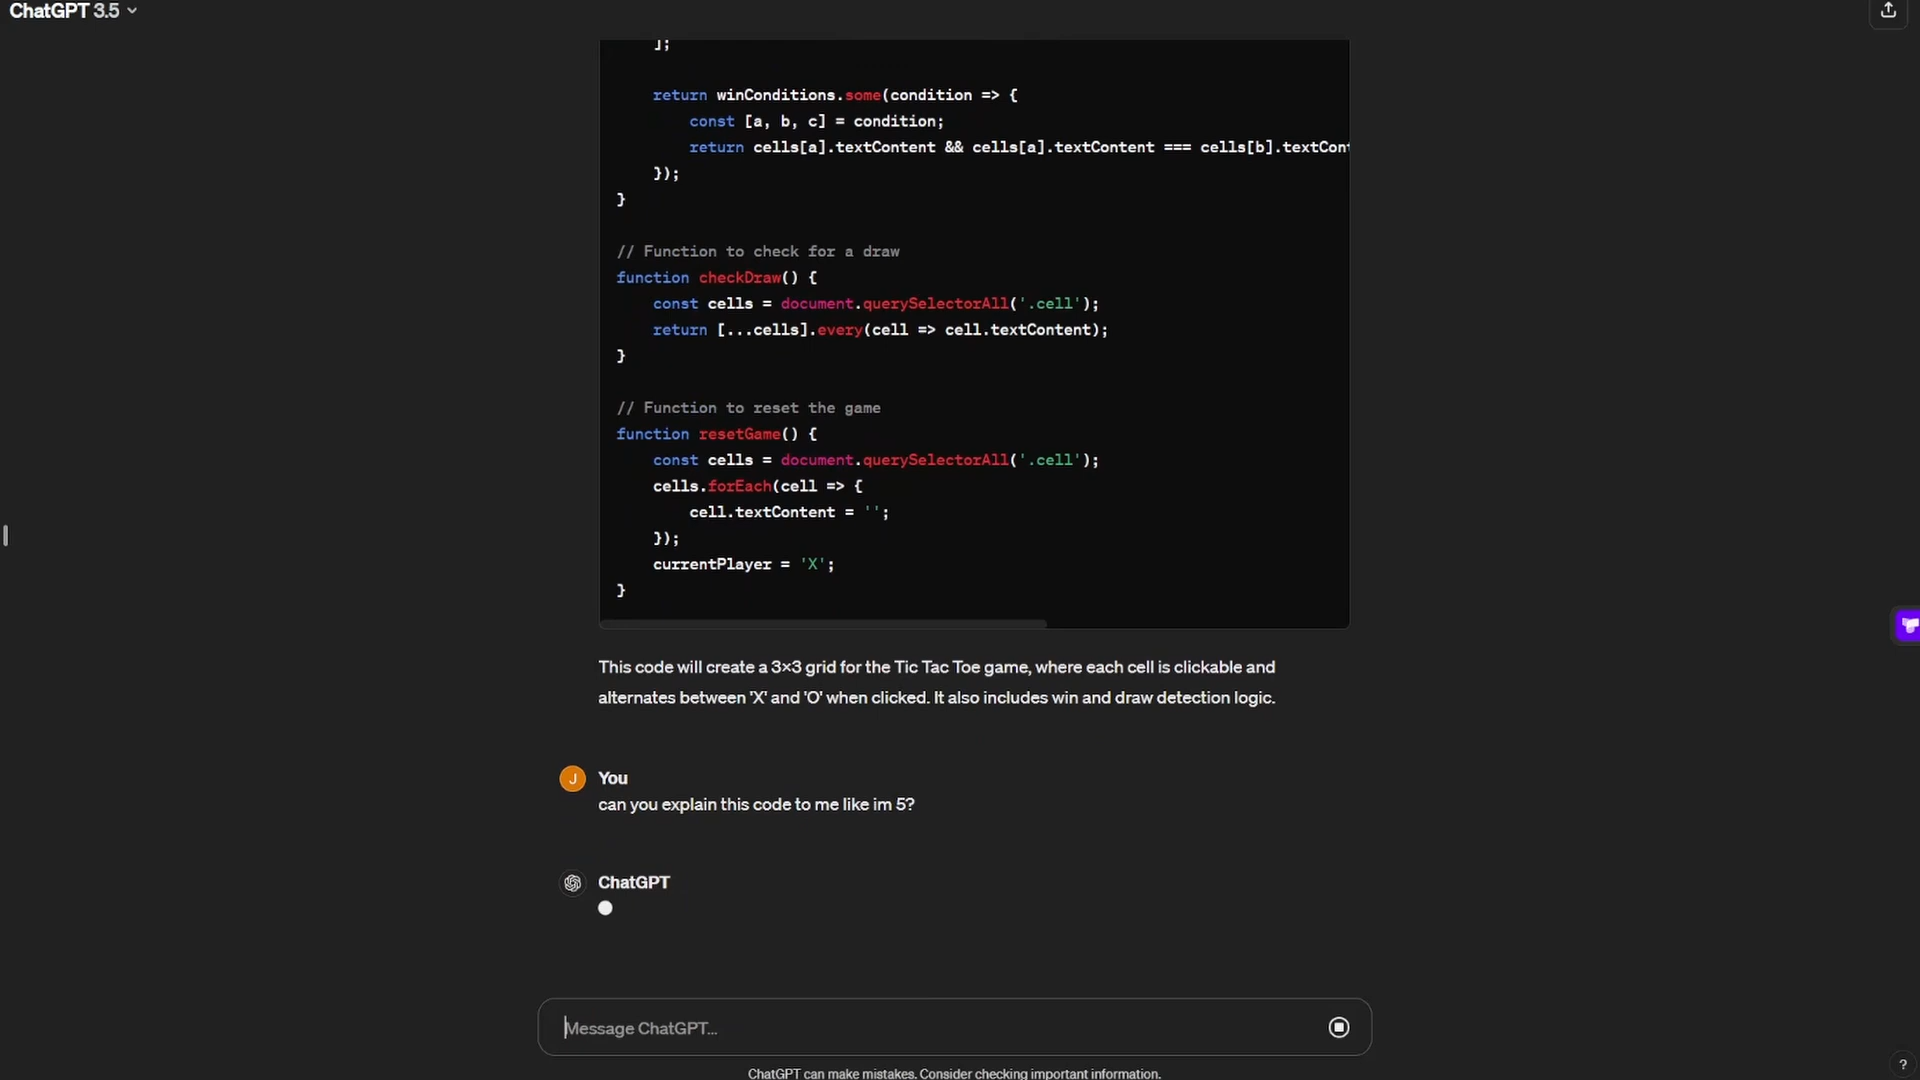 ChatGPT 3.5
];
return winConditions.some(condition => {
const [a, b, c] = condition;
return cells[a].textContent && cells[a].textContent === cells[b].textCont
});
}
// Function to check for a draw
function checkDraw() {
const cells = document.querySelectorAll('.cell');
return [...cells].every(cell => cell.textContent);
}
// Function to reset the game
function resetGame() {
const cells = document.querySelectorAll('.cell');
cells.forEach(cell => {
cell.textContent = '';
});
currentPlayer = 'X';
}
This code will create a 3×3 grid for the Tic Tac Toe game, where each cell is clickable and
alternates between 'X' and 'O' when clicked. It also includes win and draw detection logic.
J
You
can you explain this code to me like im 5?
ChatGPT
Message ChatGPT...
ChatGPT can make mistakes. Consider checking important information.
?